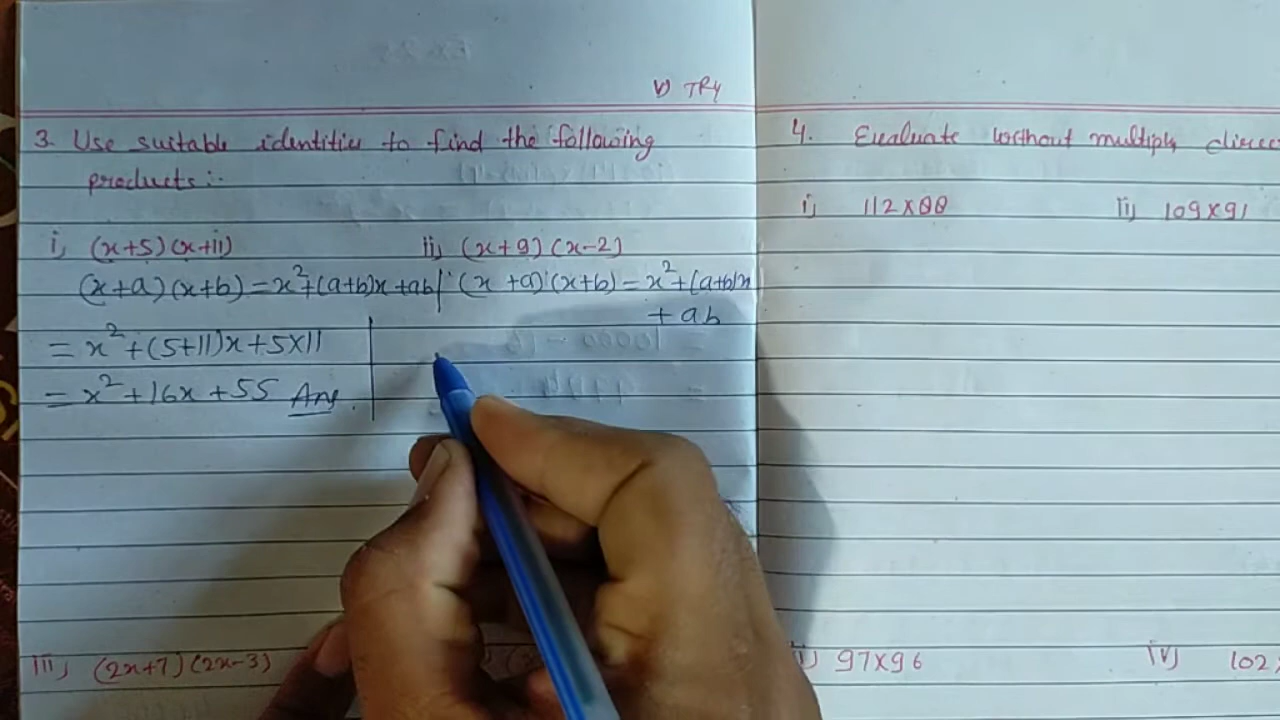 v) TRY
3. Use suitable identities to find the following
products:-
i, (x+5)(x+11)
ii, (x+9)(x-2)
(x+a)(x+b)=x²+(a+b)x+ab
(x+a)(x+b)=x²+(a+b)x
+ab
=x²+(5+11)x+5×11
=x²+16x+55 Ans.
iii, (2x+7)(2x-3)
4. Evaluate without multiply
i, 112×88
ii, 109×91
97×96
iv) 102